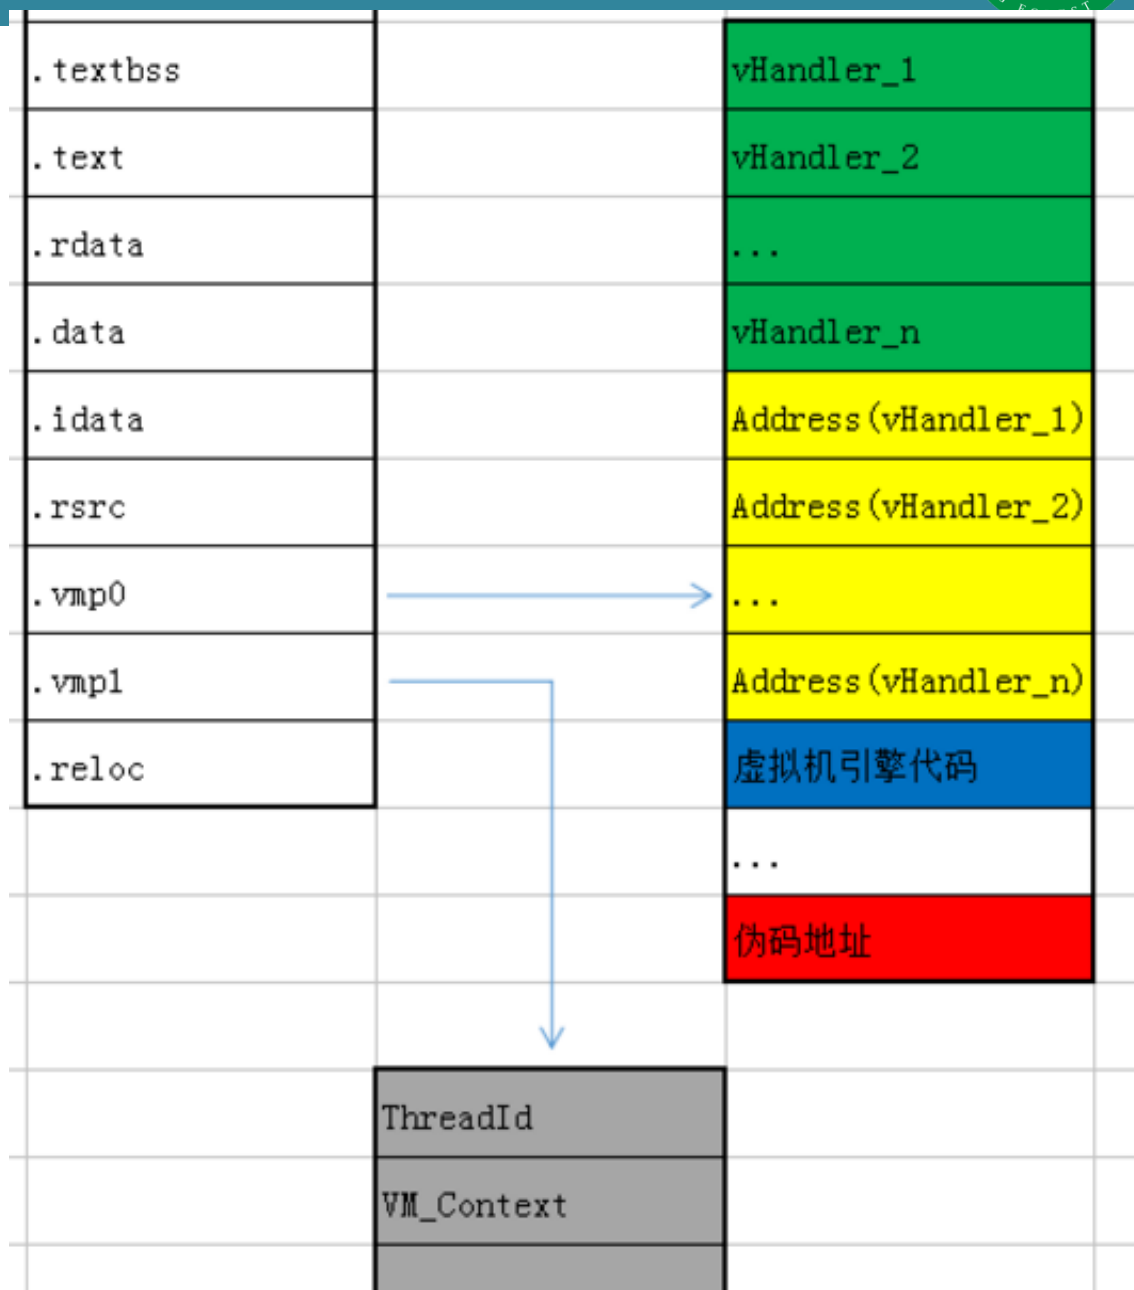 .textbss
.text
.rdata
.data
.idata
.rsrc
.vmp0
.vmp1
.reloc
vHandler_1
vHandler_2
...
vHandler_n
Address(vHandler_1)
Address(vHandler_2)
...
Address(vHandler_n)
虚拟机引擎代码
...
伪码地址
ThreadId
VM_Context